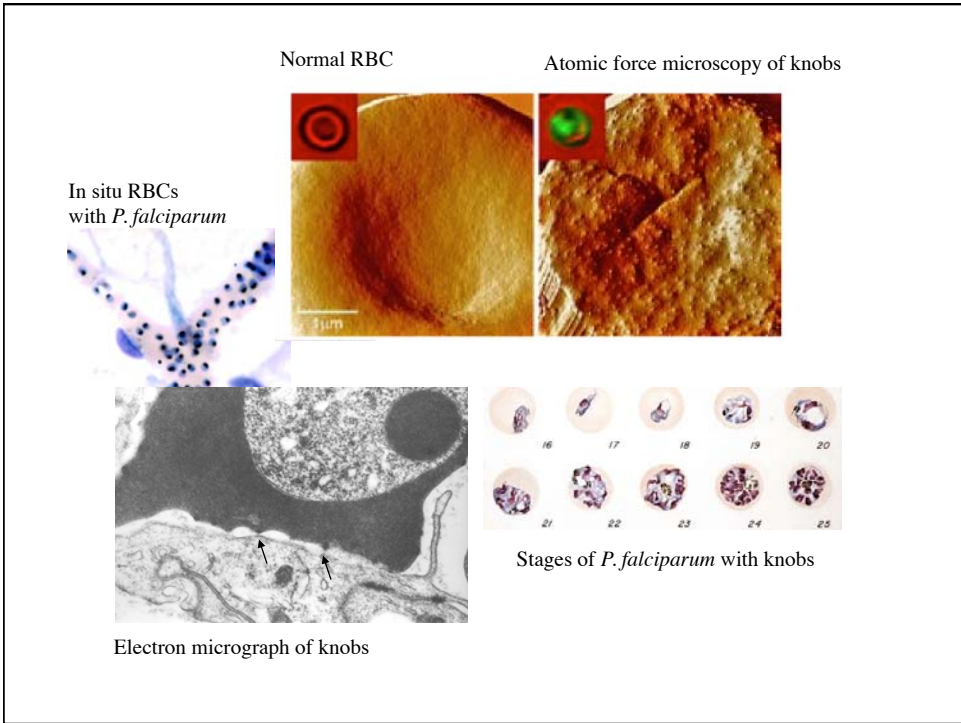 Normal RBC
Atomic force microscopy of knobs
In situ RBCs
with P. falciparum
1μm
16 17 18 19 20
21 22 23 24 25
Stages of P. falciparum with knobs
Electron micrograph of knobs